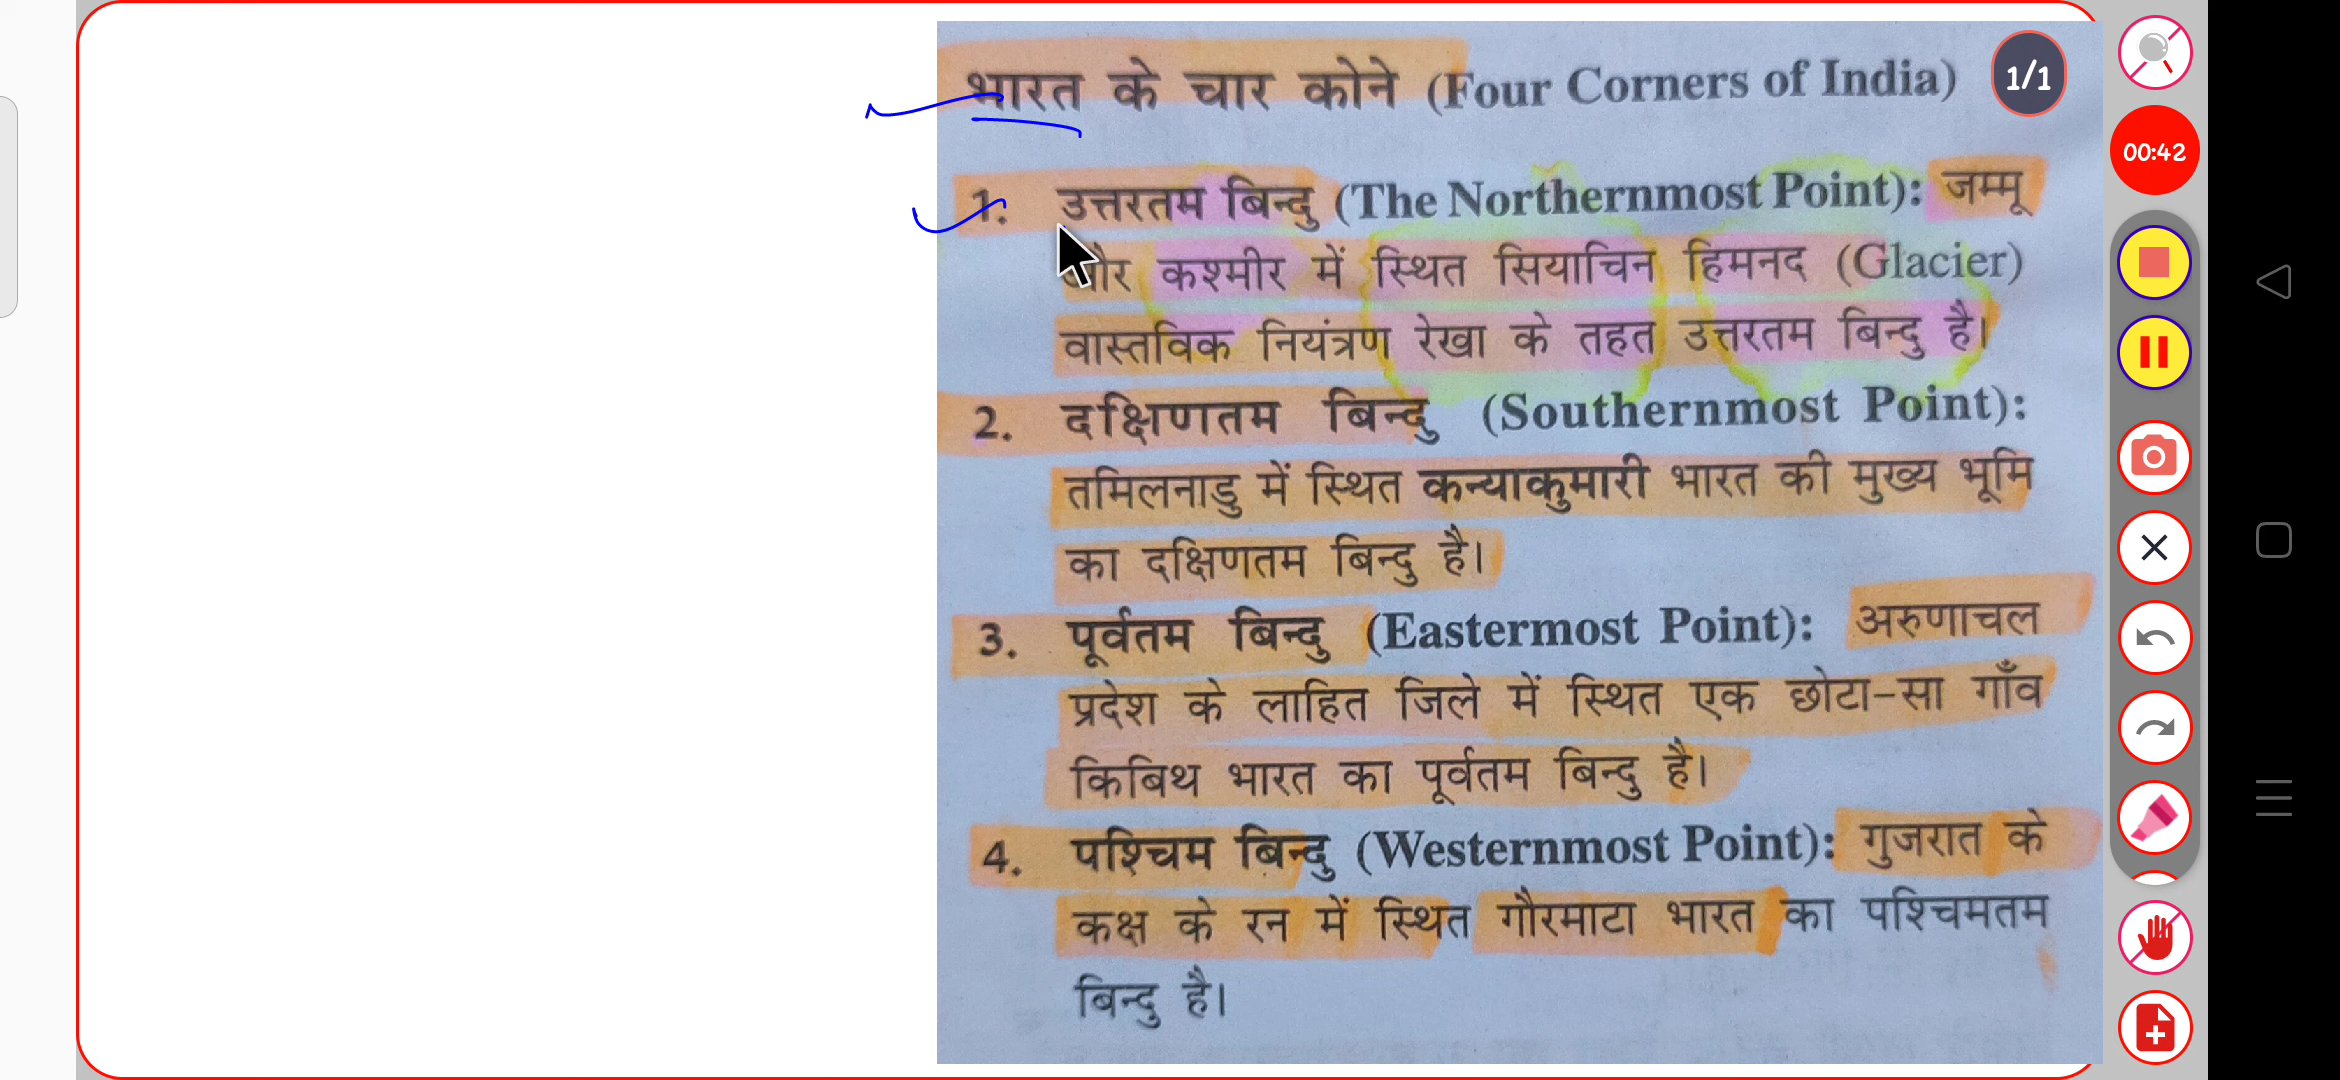 भारत के चार कोने (Four Corners of India)
1/1
00:42
1. उत्तरतम बिन्दु (The Northernmost Point): जम्मू
और कश्मीर में स्थित सियाचिन हिमनद (Glacier)
वास्तविक नियंत्रण रेखा के तहत उत्तरतम बिन्दु है।
2. दक्षिणतम बिन्दु (Southernmost Point):
तमिलनाडु में स्थित कन्याकुमारी भारत की मुख्य भूमि
का दक्षिणतम बिन्दु है।
3. पूर्वतम बिन्दु (Eastermost Point): अरुणाचल
प्रदेश के लाहित जिले में स्थित एक छोटा-सा गाँव
किबिथ भारत का पूर्वतम बिन्दु है।
4. पश्चिम बिन्दु (Westernmost Point): गुजरात के
कक्ष के रन में स्थित गौरमाटा भारत का पश्चिमतम
बिन्दु है।